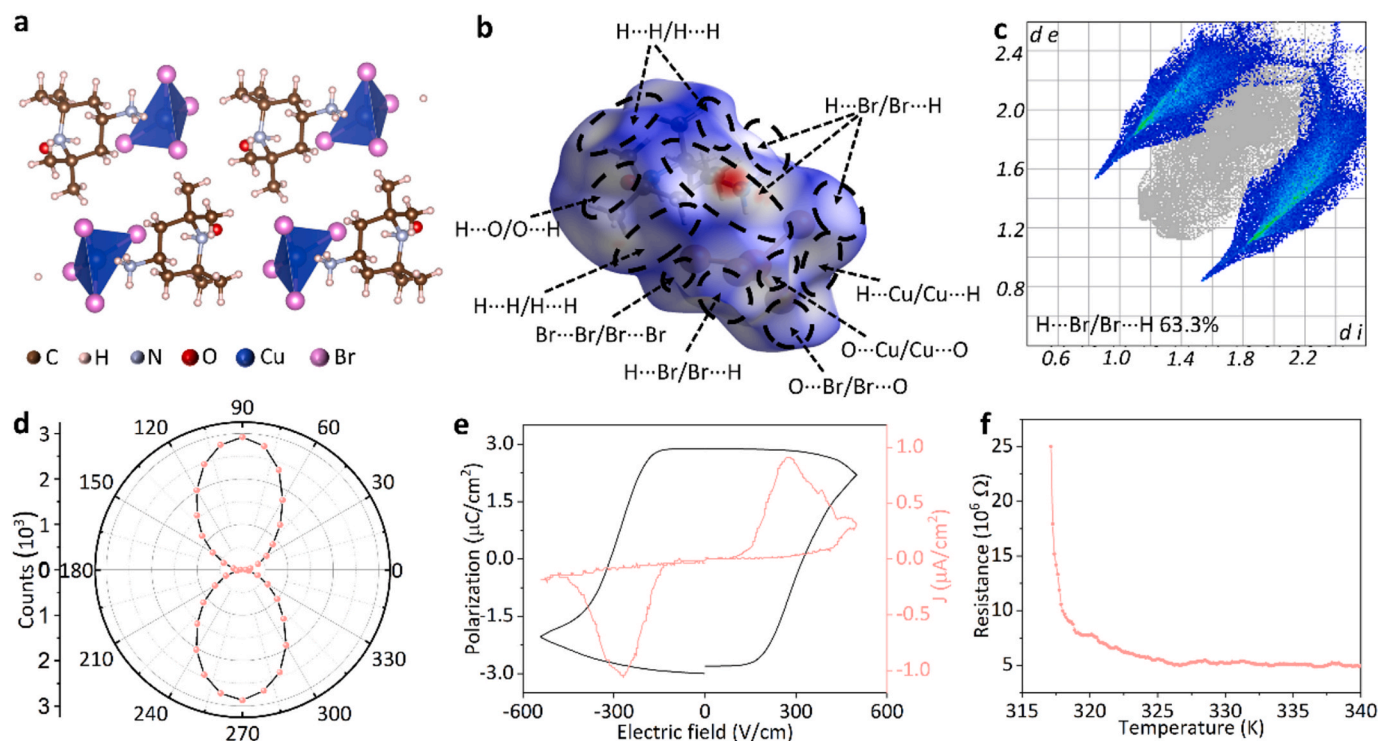 a
C H N O Cu Br
b
H···H/H···H
H···Br/Br···H
H···O/O···H
H···H/H···H
H···Cu/Cu···H
Br···Br/Br···Br
O···Cu/Cu···O
H···Br/Br···H
O···Br/Br···O
c
d e
2.4
2.0
1.6
1.2
0.8
H···Br/Br···H 63.3%
d i
0.6 1.0 1.4 1.8 2.2
d
Counts (10³)
3
2
1
0
1
2
3
90
120 60
150 30
180 0
210 330
240 300
270
e
Polarization (μC/cm²)
3.0
1.5
0.0
-1.5
-3.0
J (μA/cm²)
1.0
0.5
0.0
-0.5
-1.0
-600 -300 0 300 600
Electric field (V/cm)
f
Resistance (10⁶ Ω)
25
20
15
10
5
315 320 325 330 335 340
Temperature (K)